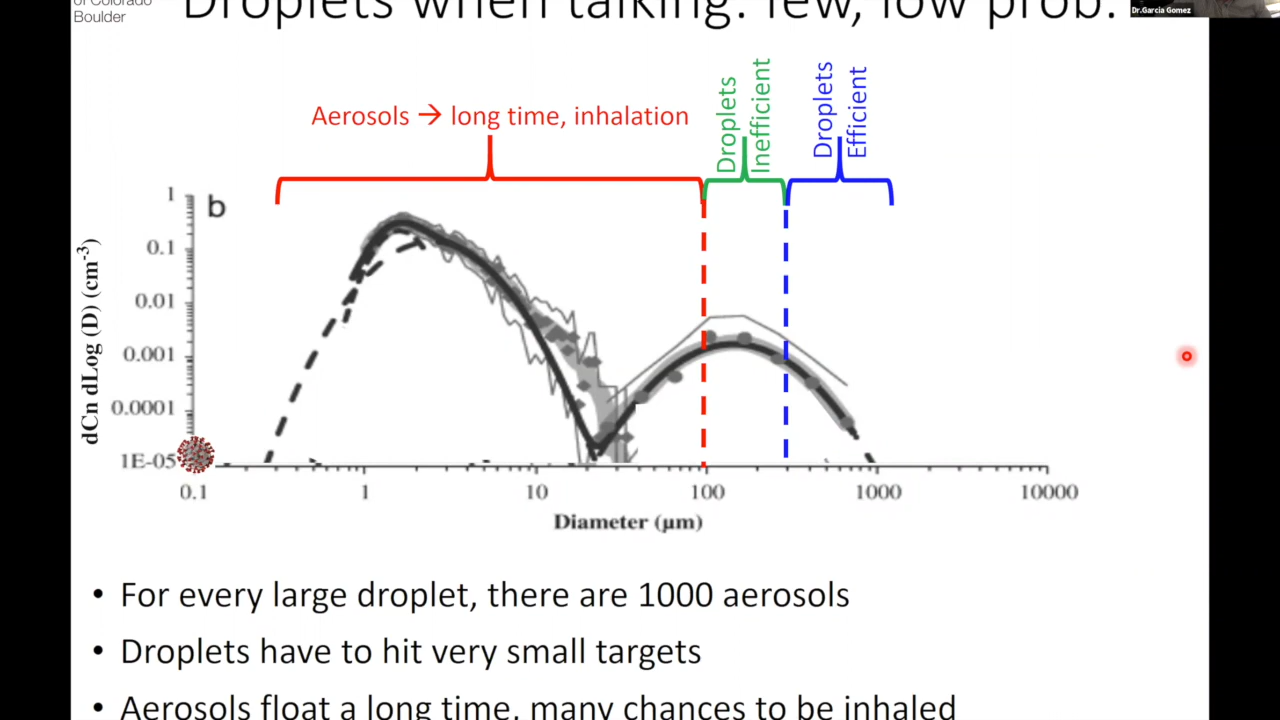 of Colorado
Boulder
Droplets when talking: few, low prob.
Dr.Garcia Gomez
Aerosols → long time, inhalation
Droplets
Inefficient
Droplets
Efficient
b
dCn dLog (D) (cm-3)
1
0.1
0.01
0.001
0.0001
1E-05
0.1
1
10
100
1000
10000
Diameter (µm)
• For every large droplet, there are 1000 aerosols
• Droplets have to hit very small targets
• Aerosols float a long time, many chances to be inhaled